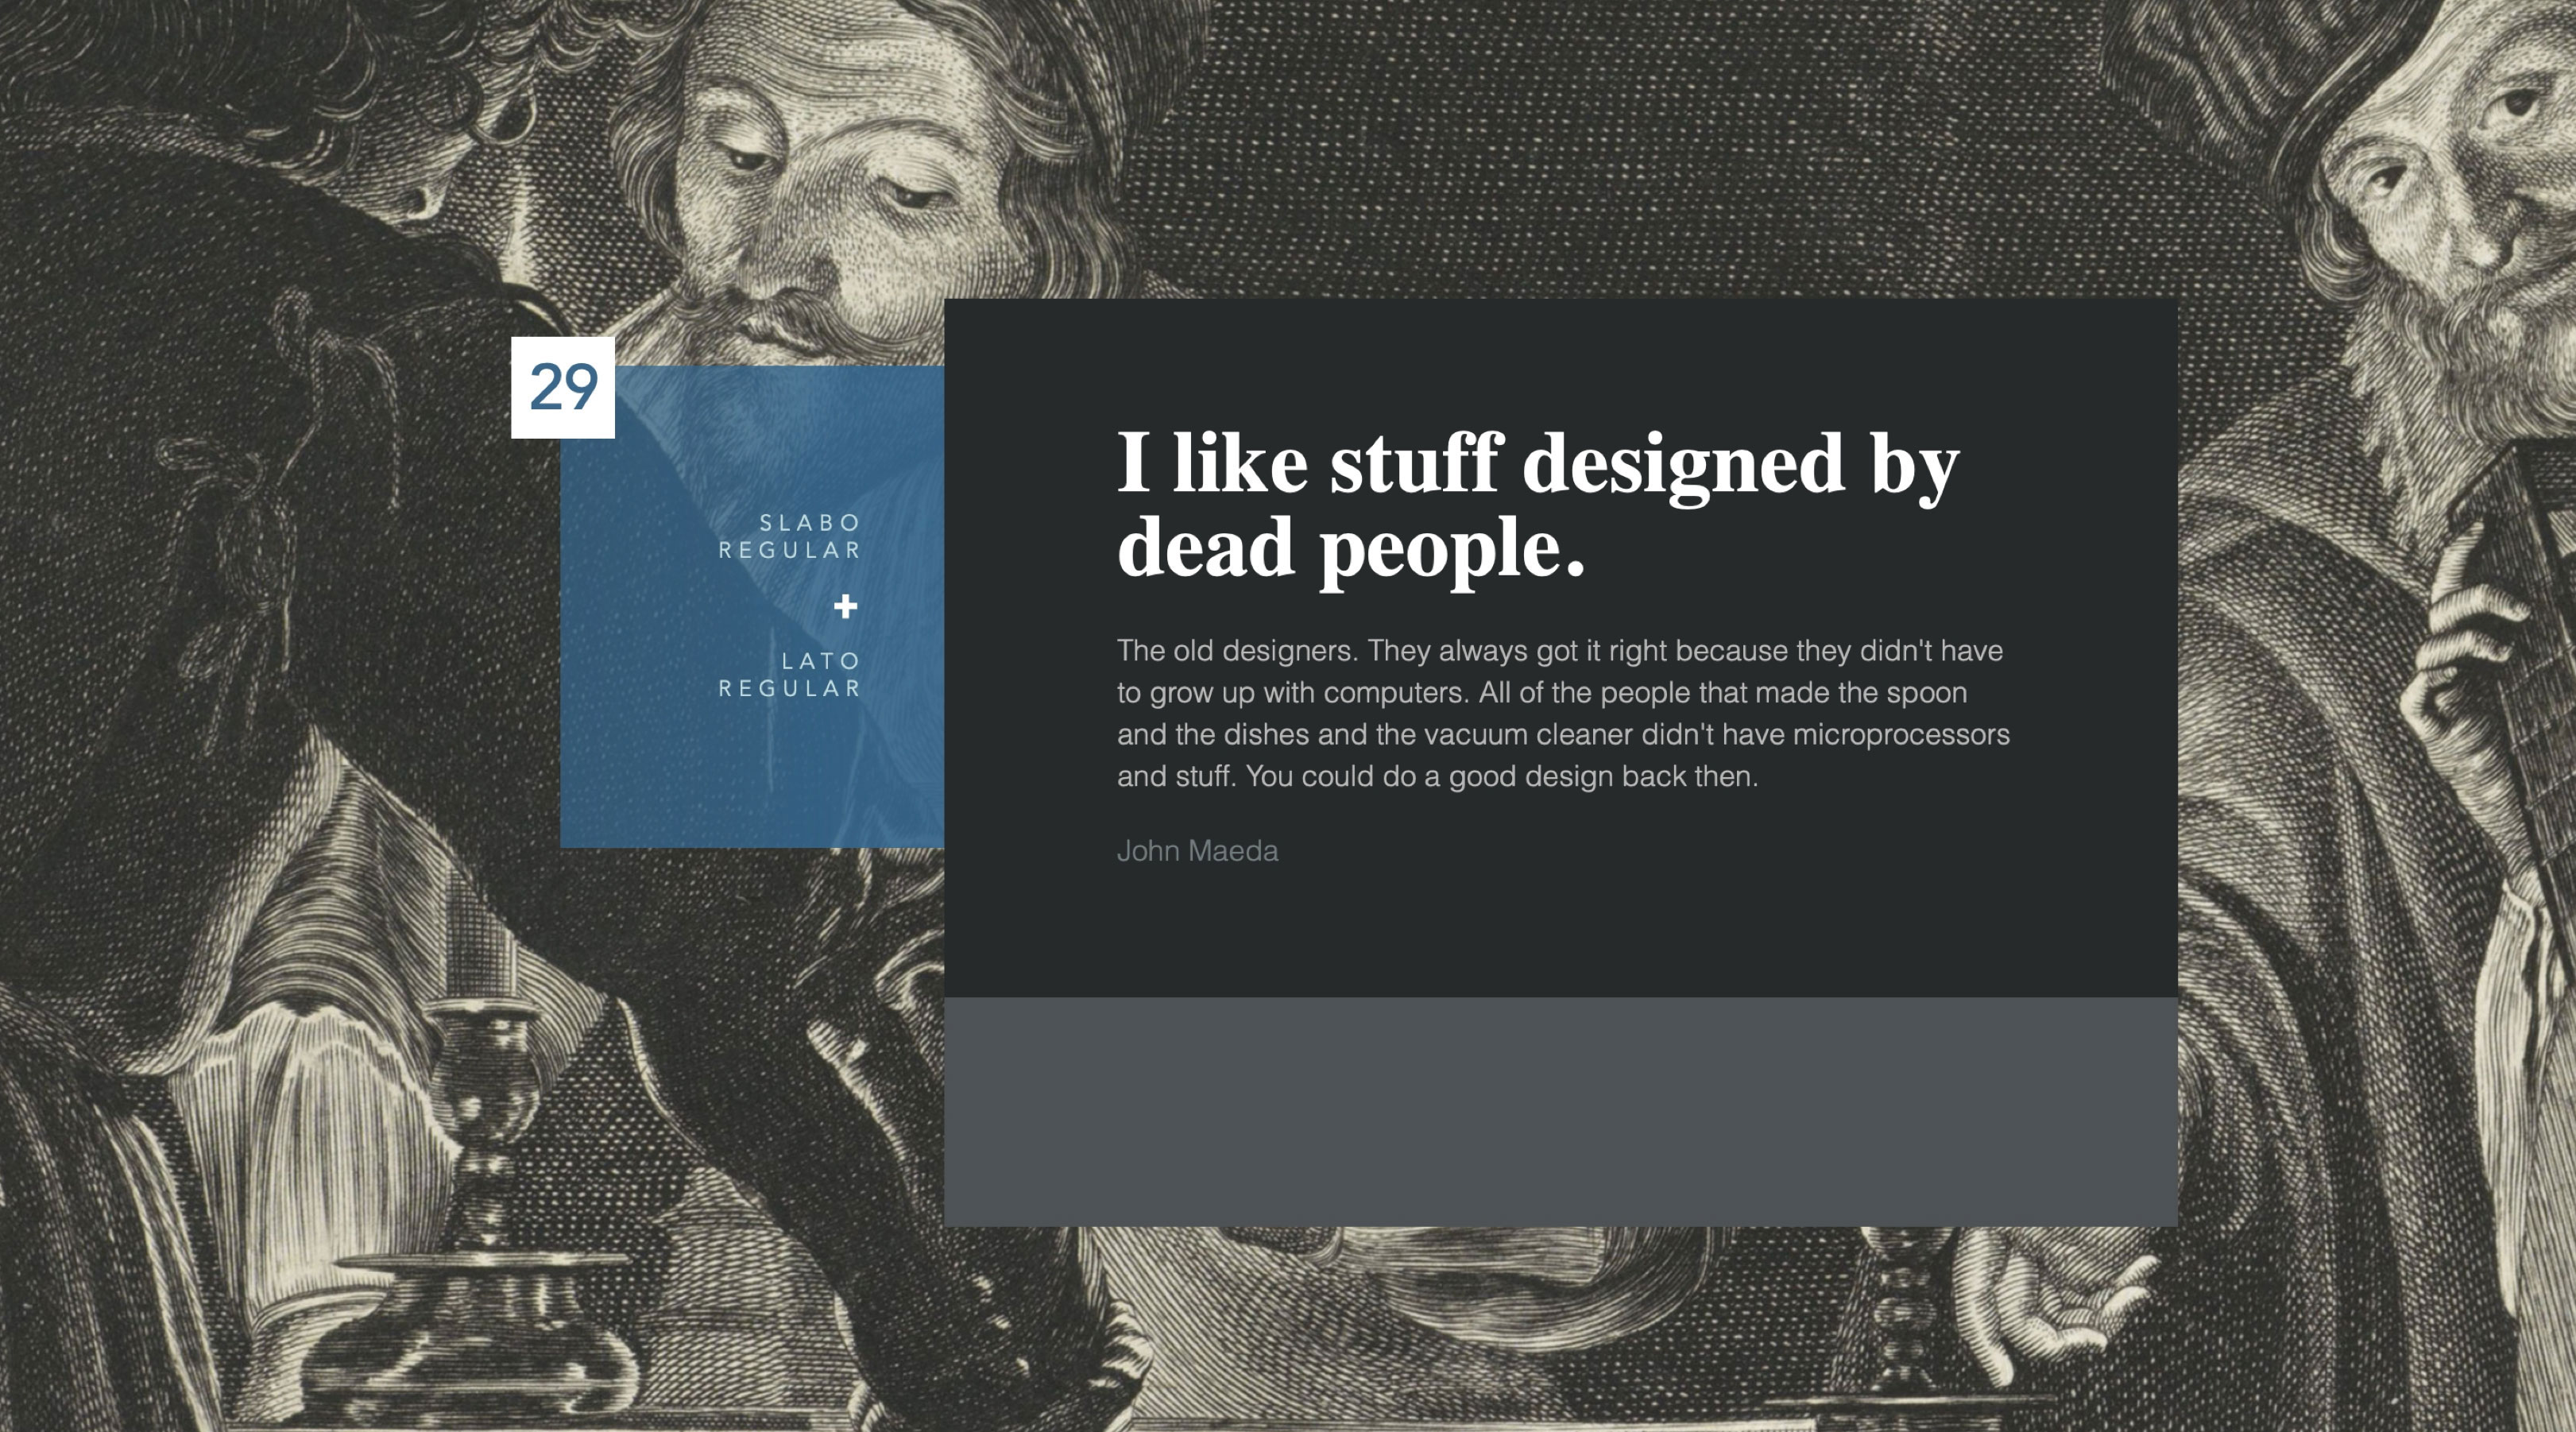 29
SLABO
REGULAR
+
LATO
REGULAR
I like stuff designed by
dead people.
The old designers. They always got it right because they didn't have
to grow up with computers. All of the people that made the spoon
and the dishes and the vacuum cleaner didn't have microprocessors
and stuff. You could do a good design back then.
John Maeda